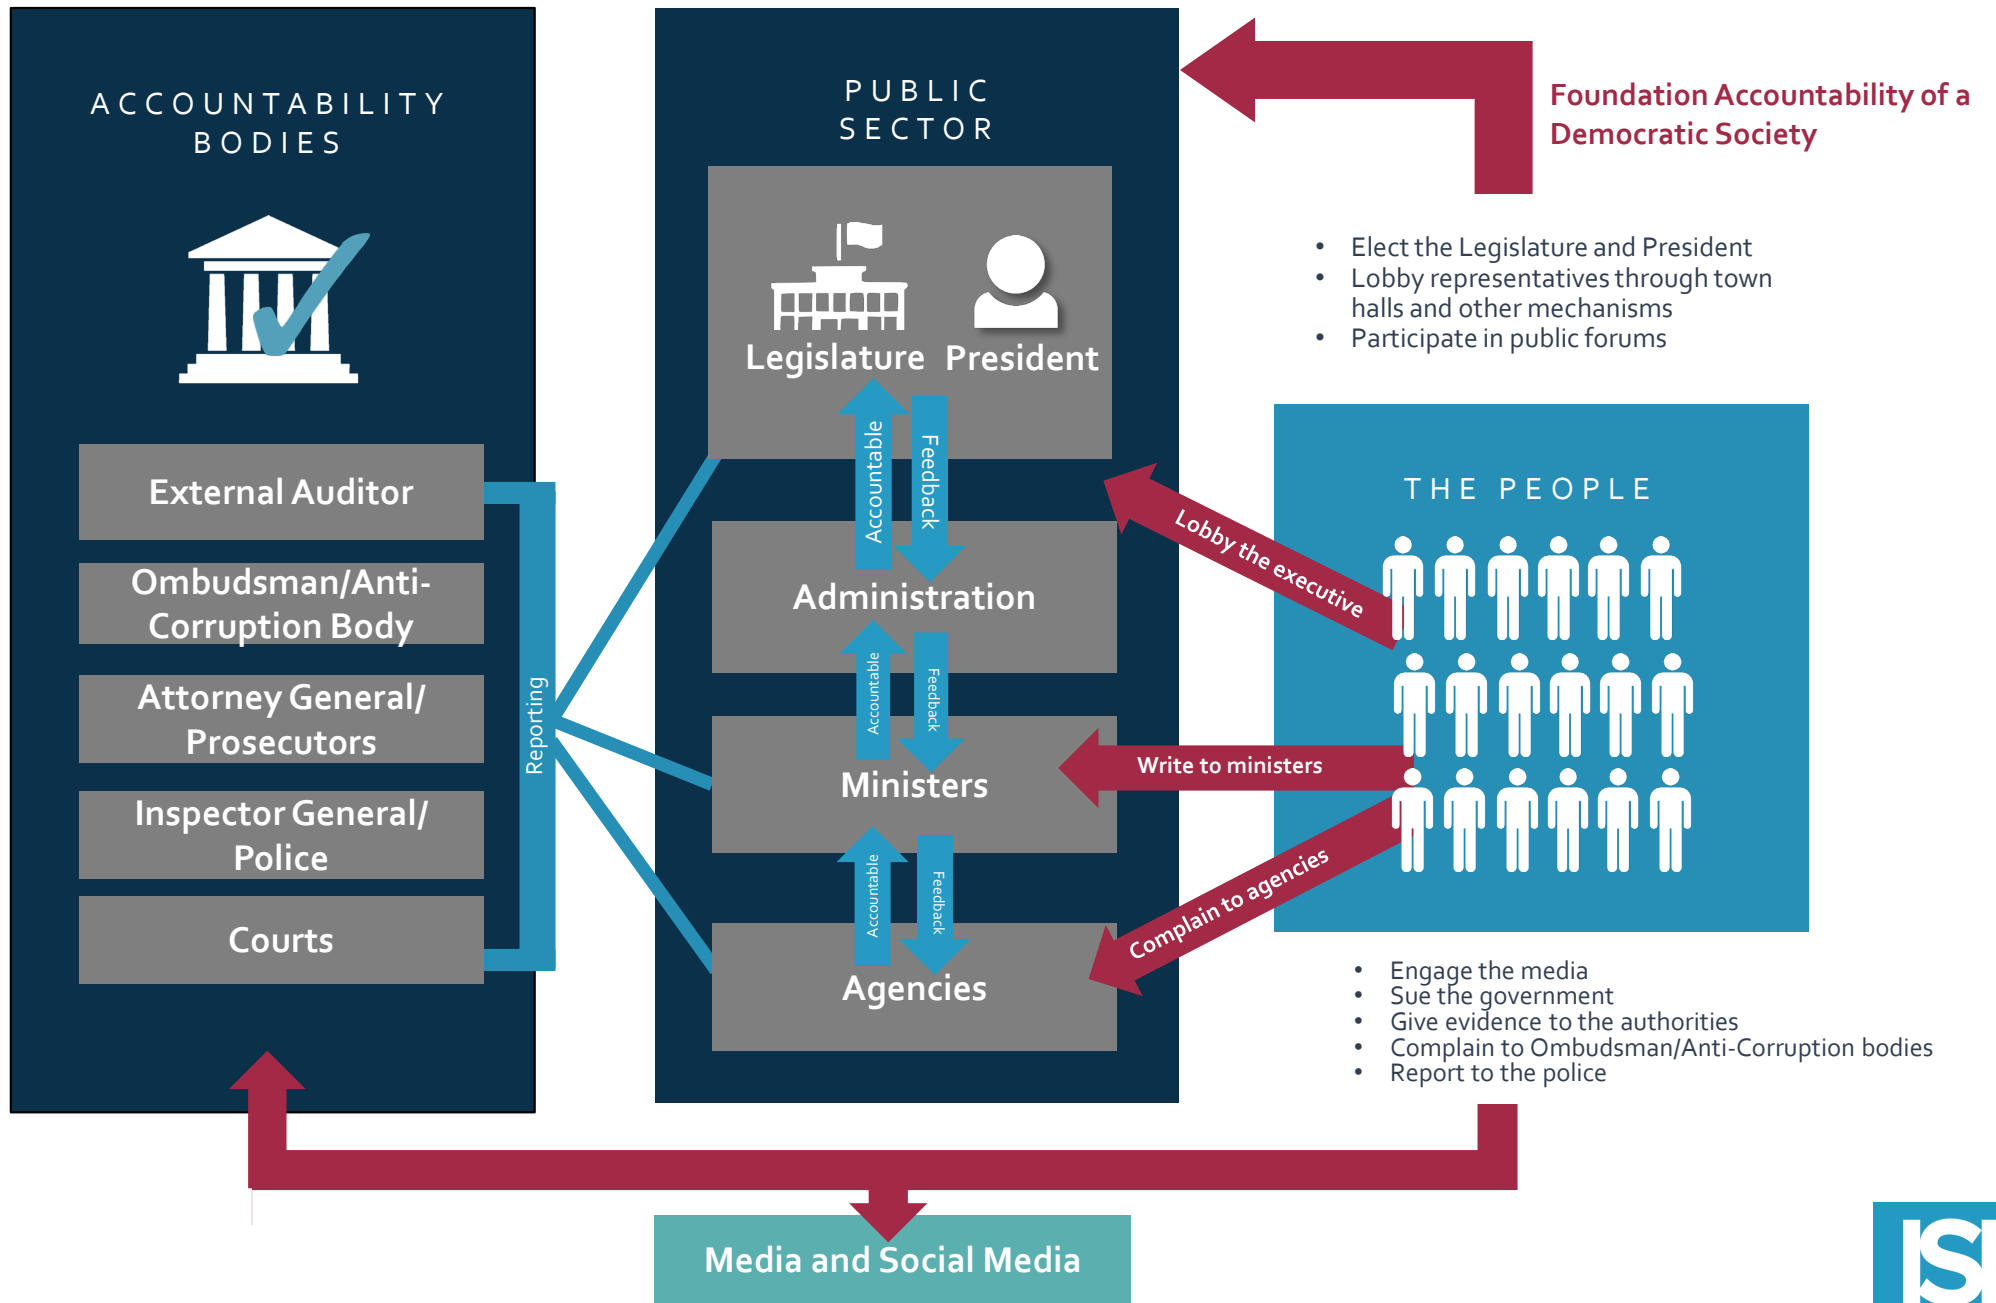 ACCOUNTABILITY
BODIES
External Auditor
Ombudsman/Anti-
Corruption Body
Attorney General/
Prosecutors
Inspector General/
Police
Courts
Reporting
PUBLIC
SECTOR
Legislature
President
Accountable
Feedback
Administration
Accountable
Feedback
Ministers
Accountable
Feedback
Agencies
Foundation Accountability of a
Democratic Society
• Elect the Legislature and President
• Lobby representatives through town
halls and other mechanisms
• Participate in public forums
THE PEOPLE
Lobby the executive
Write to ministers
Complain to agencies
• Engage the media
• Sue the government
• Give evidence to the authorities
• Complain to Ombudsman/Anti-Corruption bodies
• Report to the police
Media and Social Media